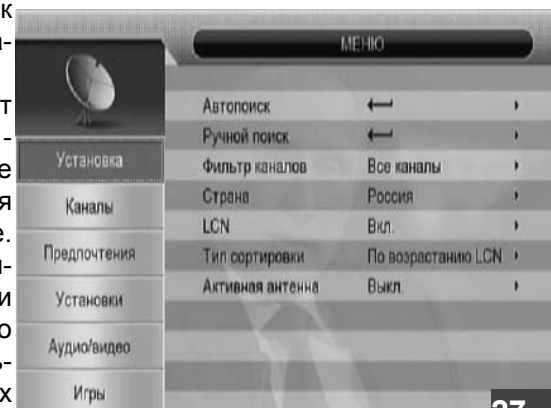 к
а-
т
-
е
я
е.
и-
и
о
ь-
х
МЕНЮ
Автопоиск
Ручной поиск
Фильтр каналов Все каналы
Страна Россия
LCN Вкл.
Тип сортировки По возрастанию LCN
Активная антенна Выкл.
Установка
Каналы
Предпочтения
Установки
Аудио/видео
Игры